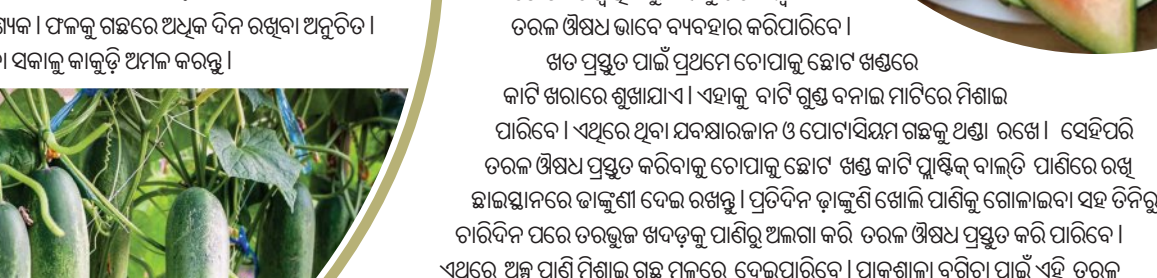 ଫଳକୁ ଗଛରେ ଅଧିକ ଦିନ ରଖିବା ଅନୁଚିତ ।
ସକାଳୁ କାକୁଡ଼ି ଅମଳ କରନ୍ତୁ ।
ତରଳ ଔଷଧ ଭାବେ ବ୍ୟବହାର କରିପାରିବେ ।
ଖତ ପ୍ରସ୍ତୁତ ପାଇଁ ପ୍ରଥମେ ଚୋପାକୁ ଛୋଟ ଖଣ୍ଡରେ
କାଟି ଖରାରେ ଶୁଖାଯାଏ । ଏହାକୁ ବାଟି ଗୁଣ୍ଡ ବନାଇ ମାଟିରେ ମିଶାଇ
ପାରିବେ । ଏଥିରେ ଥିବା ଯବକ୍ଷାରଜାନ ଓ ପୋଟାସିୟମ ଗଛକୁ ଥଣ୍ଡା ରଖେ । ସେହିପରି
ତରଳ ଔଷଧ ପ୍ରସ୍ତୁତ କରିବାକୁ ଚୋପାକୁ ଛୋଟ ଖଣ୍ଡ କାଟି ପ୍ଲାଷ୍ଟିକ୍ ବାଲ୍‌ତି ପାଣିରେ ରଖି
ଛାଇସ୍ଥାନରେ ଢାଙ୍କୁଣୀ ଦେଇ ରଖନ୍ତୁ । ପ୍ରତିଦିନ ଢ଼ାଙ୍କୁଣି ଖୋଲି ପାଣିକୁ ଗୋଳାଇବା ସହ ତିନିରୁ
ଚାରିଦିନ ପରେ ତରଭୁଜ ଖଦଡ଼କୁ ପାଣିରୁ ଅଲଗା କରି ତରଳ ଔଷଧ ପ୍ରସ୍ତୁତ କରି ପାରିବେ ।
ଏଥିରେ ଅଳ୍ପ ପାଣି ମିଶାଇ ଗଛ ମୂଳରେ ଦେଇପାରିବେ । ପାକଶାଳା ବଗିଚା ପାଇଁ ଏହି ତରଳ